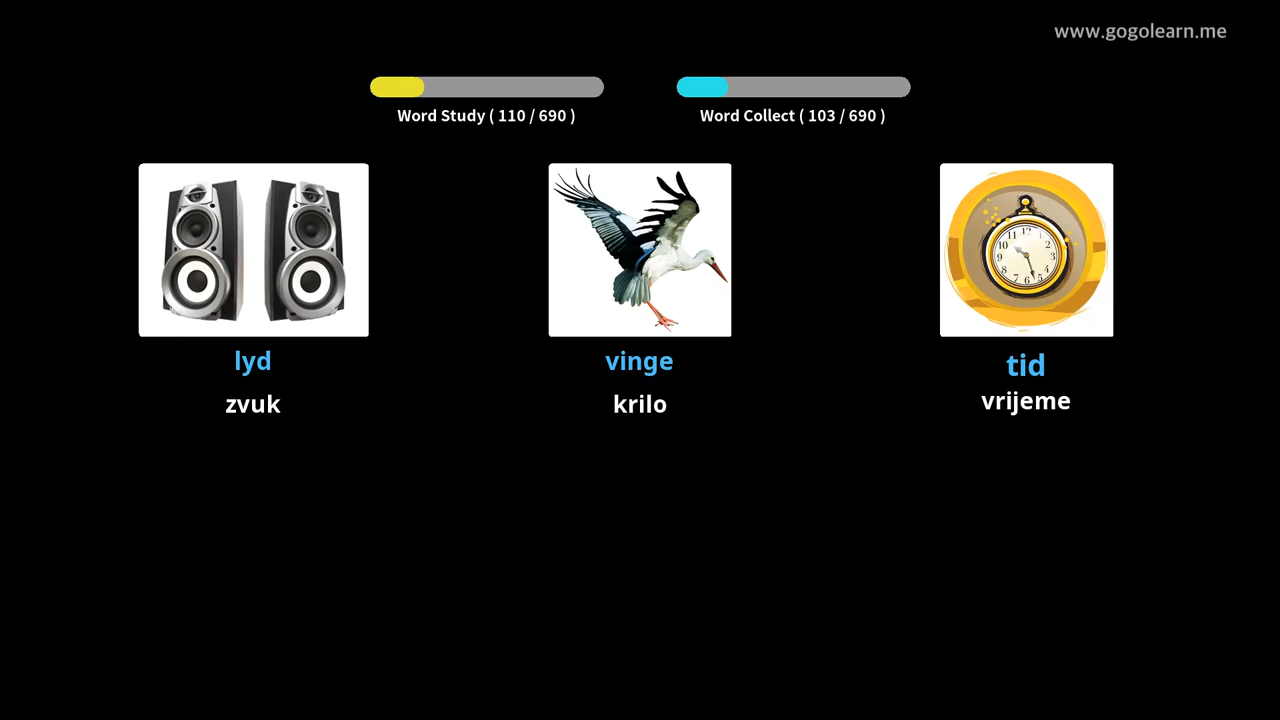 www.gogolearn.me
Word Study ( 110 / 690 )
Word Collect ( 103 / 690 )
lyd
vinge
tid
zvuk
krilo
vrijeme